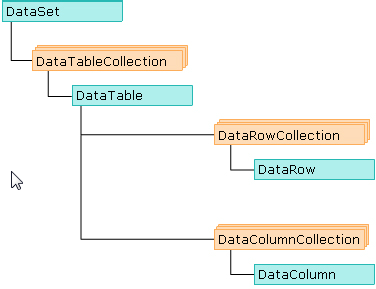 DataSet
DataTableCollection
DataTable
DataRowCollection
DataRow
DataColumnCollection
DataColumn